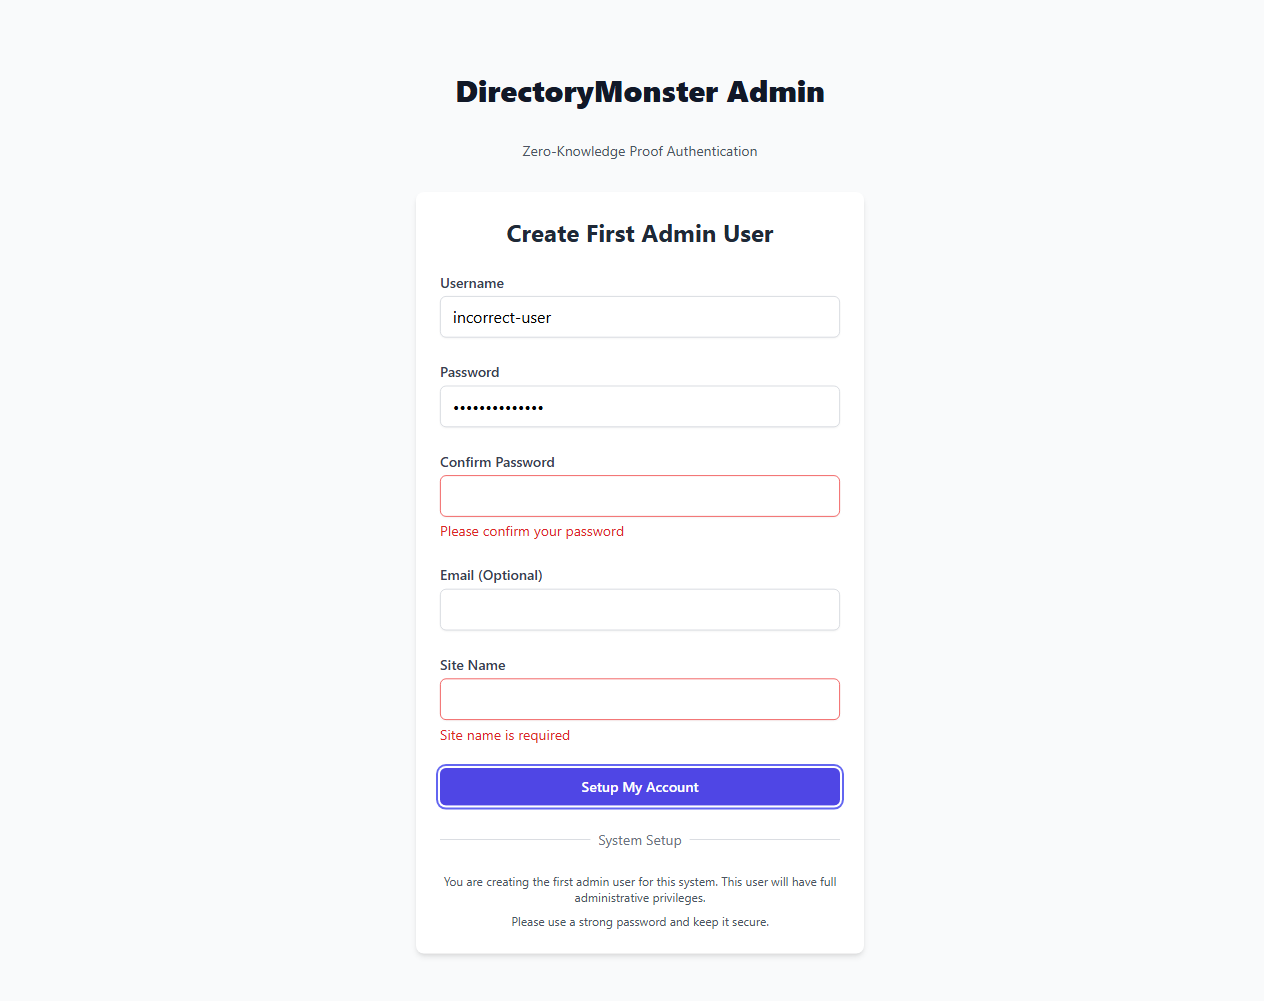 DirectoryMonster Admin
Zero-Knowledge Proof Authentication
Create First Admin User
Username
incorrect-user
Password
••••••••••••••
Confirm Password
Please confirm your password
Email (Optional)
Site Name
Site name is required
Setup My Account
System Setup
You are creating the first admin user for this system. This user will have full
administrative privileges.
Please use a strong password and keep it secure.